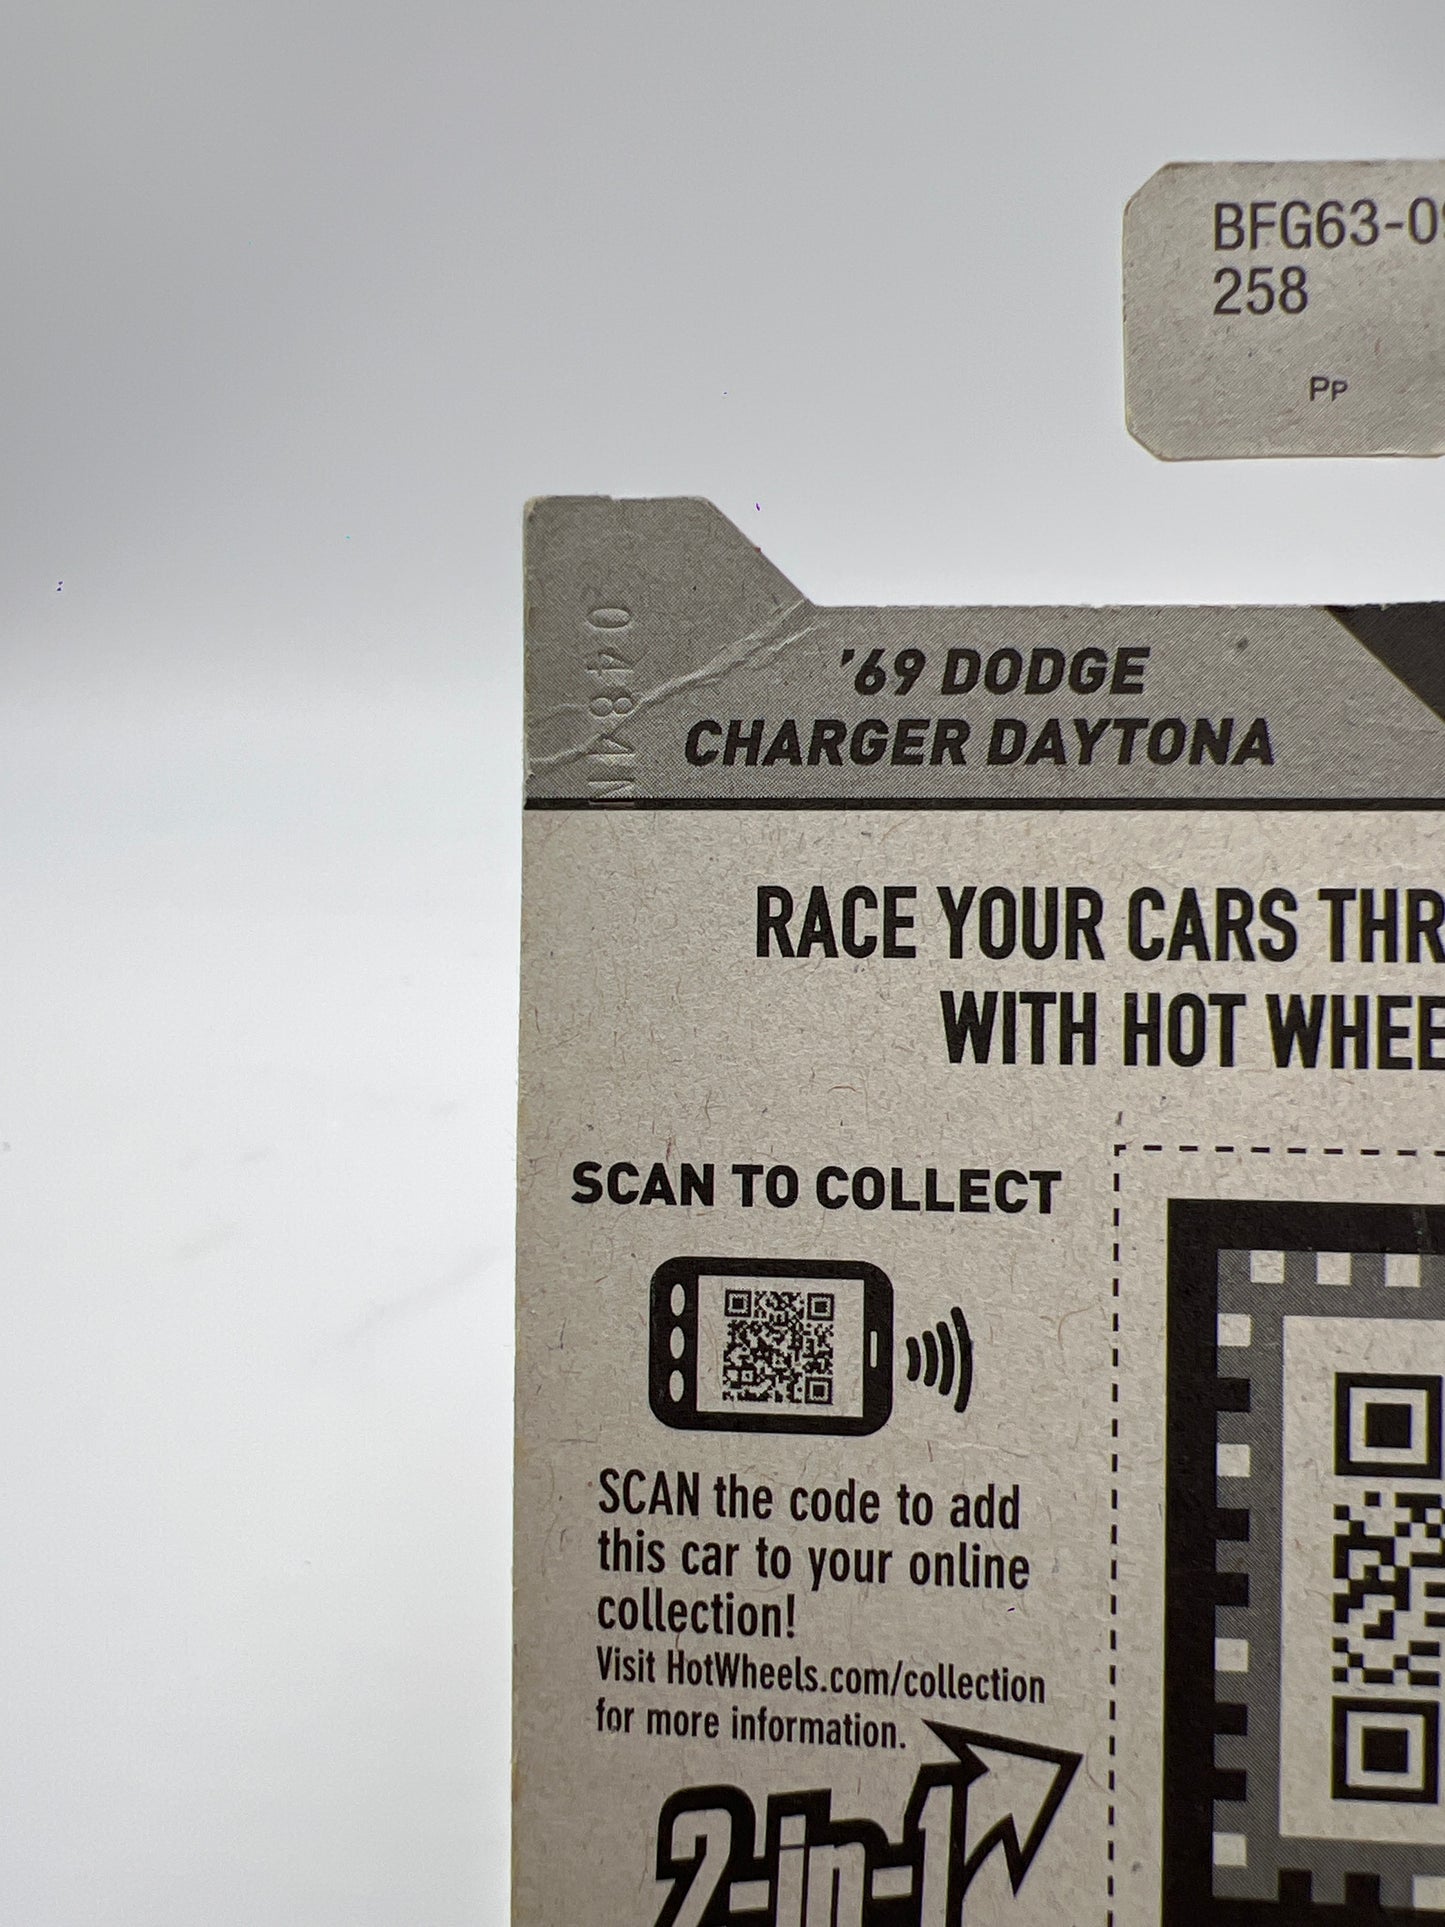 BFG63-09
258
PP
0484N
'69 DODGE
CHARGER DAYTONA
RACE YOUR CARS THR
WITH HOT WHEE
SCAN TO COLLECT
SCAN the code to add
this car to your online
collection!
Visit HotWheels.com/collection
for more information.
2-in-1